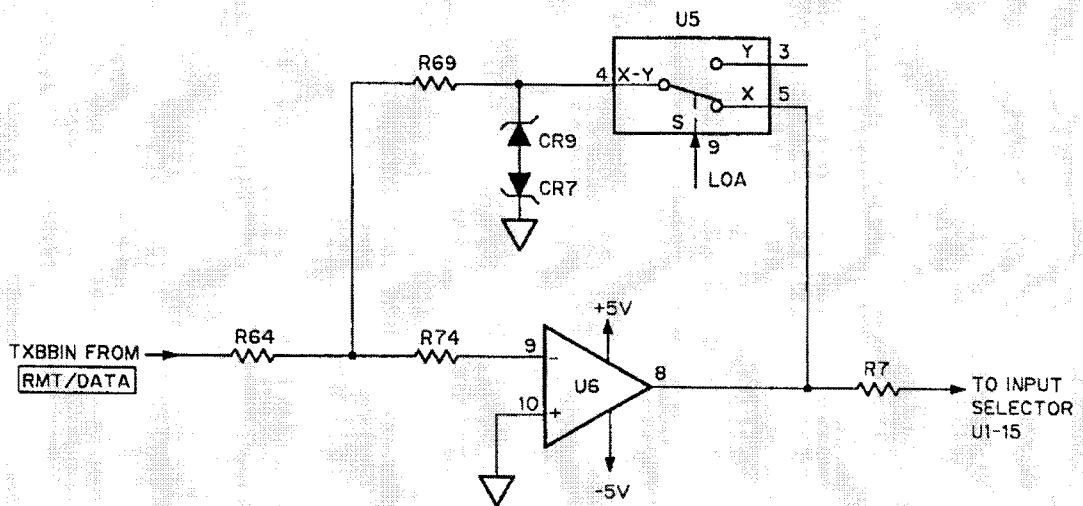 U5
Y 3
R69
4 X-Y
X 5
S
9
CR9
LOA
CR7
+5V
R64
R74
TXBBIN FROM
RMT/DATA
9 -
U6
8
R7
10 +
TO INPUT
SELECTOR
U1-15
-5V